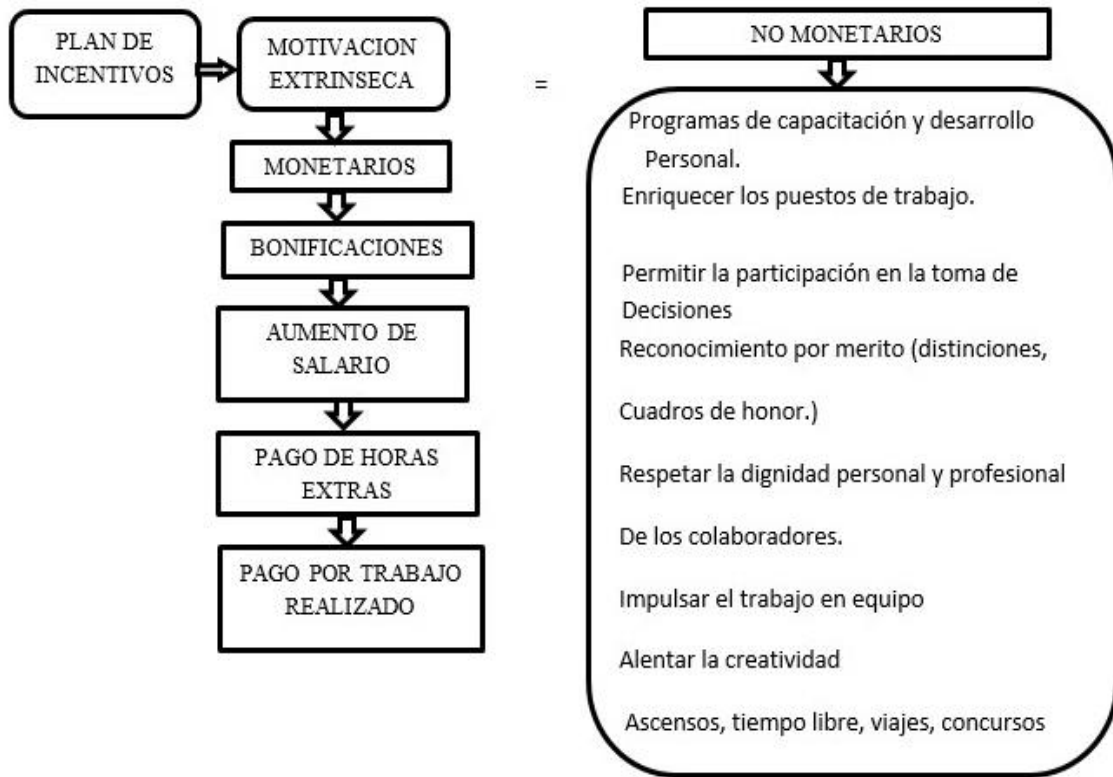 PLAN DE
INCENTIVOS
MOTIVACION
EXTRINSECA
MONETARIOS
BONIFICACIONES
AUMENTO DE
SALARIO
PAGO DE HORAS
EXTRAS
PAGO POR TRABAJO
REALIZADO
=
NO MONETARIOS
Programas de capacitación y desarrollo
Personal.
Enriquecer los puestos de trabajo.
Permitir la participación en la toma de
Decisiones
Reconocimiento por merito (distinciones,
Cuadros de honor.)
Respetar la dignidad personal y profesional
De los colaboradores.
Impulsar el trabajo en equipo
Alentar la creatividad
Ascensos, tiempo libre, viajes, concursos